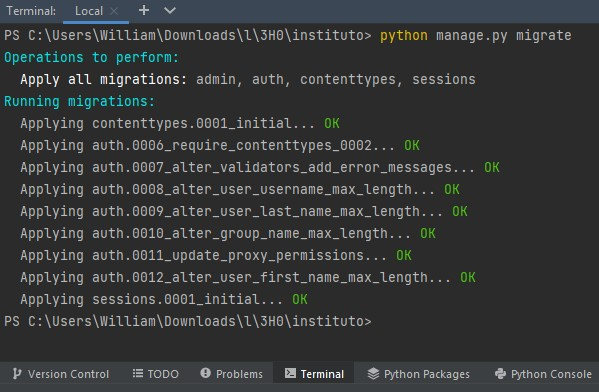 Terminal: Local × +
PS C:\Users\William\Downloads\l\3H0\instituto> python manage.py migrate
Operations to perform:
  Apply all migrations: admin, auth, contenttypes, sessions
Running migrations:
  Applying contenttypes.0001_initial... OK
  Applying auth.0006_require_contenttypes_0002... OK
  Applying auth.0007_alter_validators_add_error_messages... OK
  Applying auth.0008_alter_user_username_max_length... OK
  Applying auth.0009_alter_user_last_name_max_length... OK
  Applying auth.0010_alter_group_name_max_length... OK
  Applying auth.0011_update_proxy_permissions... OK
  Applying auth.0012_alter_user_first_name_max_length... OK
  Applying sessions.0001_initial... OK
PS C:\Users\William\Downloads\l\3H0\instituto>
Version Control TODO Problems Terminal Python Packages Python Console